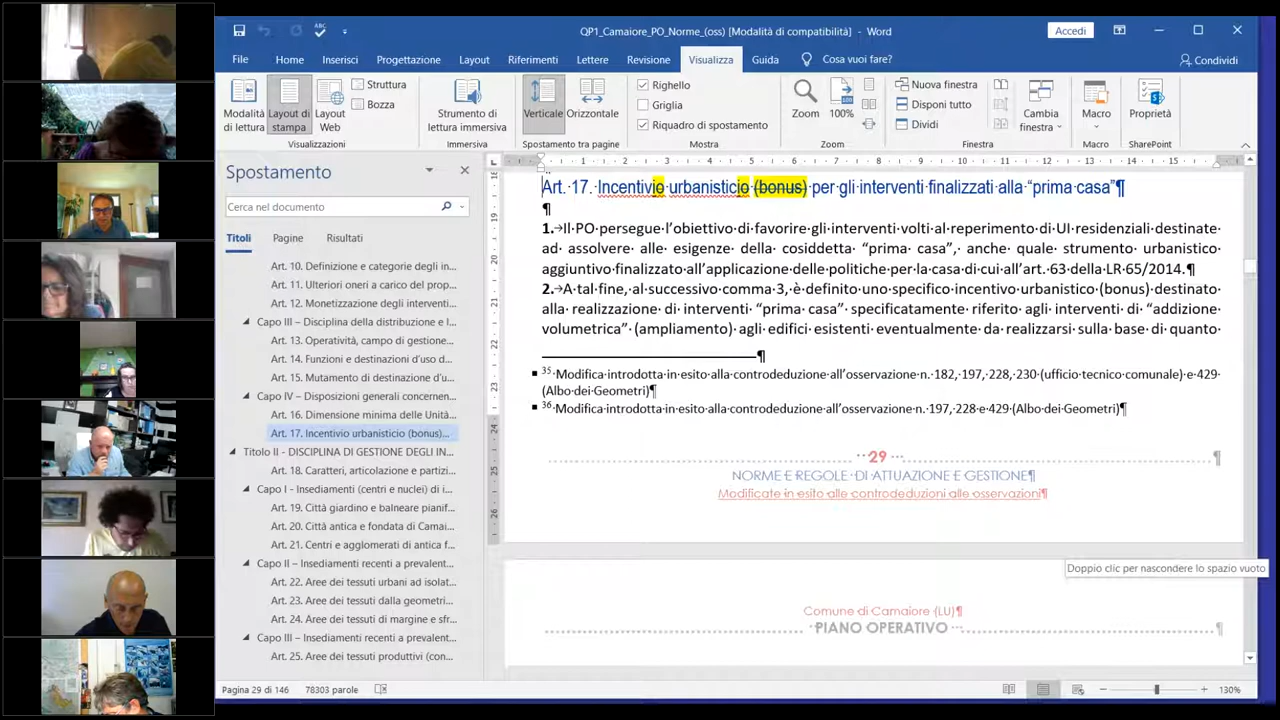 QP1_Camaiore_PO_Norme_(oss) [Modalità di compatibilità] - Word
Accedi
File Home Inserisci Progettazione Layout Riferimenti Lettere Revisione Visualizza Guida Cosa vuoi fare? Condividi
Modalità di lettura
Layout di stampa
Layout Web
Struttura
Bozza
Visualizzazioni
Strumento di lettura immersiva
Immersiva
Verticale
Orizzontale
Spostamento tra pagine
Righello
Griglia
Riquadro di spostamento
Mostra
Zoom
100%
Zoom
Nuova finestra
Disponi tutto
Dividi
Cambia finestra
Finestra
Macro
Macro
Proprietà
SharePoint
Spostamento
Cerca nel documento
Titoli Pagine Risultati
Art. 10. Definizione e categorie degli in...
Art. 11. Ulteriori oneri a carico del prop...
Art. 12. Monetizzazione degli interventi...
Capo III – Disciplina della distribuzione e l...
Art. 13. Operatività, campo di gestione...
Art. 14. Funzioni e destinazioni d'uso d...
Art. 15. Mutamento di destinazione d'u...
Capo IV – Disposizioni generali concernen...
Art. 16. Dimensione minima delle Unità...
Art. 17. Incentivio urbanisticio (bonus)...
Titolo II - DISCIPLINA DI GESTIONE DEGLI IN...
Art. 18. Caratteri, articolazione e partizi...
Capo I - Insediamenti (centri e nuclei) di i...
Art. 19. Città giardino e balneare pianif...
Art. 20. Città antica e fondata di Camai...
Art. 21. Centri e agglomerati di antica f...
Capo II – Insediamenti recenti a prevalent...
Art. 22. Aree dei tessuti urbani ad isolat...
Art. 23. Aree dei tessuti dalla geometri...
Art. 24. Aree dei tessuti di margine e sfr...
Capo III – Insediamenti recenti a prevalent...
Art. 25. Aree dei tessuti produttivi (con...
Art. 17. Incentivio urbanisticio (bonus) per gli interventi finalizzati alla “prima casa”¶
¶
1.→Il PO persegue l’obiettivo di favorire gli interventi volti al reperimento di UI residenziali destinate
ad assolvere alle esigenze della cosiddetta “prima casa”, anche quale strumento urbanistico
aggiuntivo finalizzato all’applicazione delle politiche per la casa di cui all’art. 63 della LR 65/2014.¶
2.→A tal fine, al successivo comma 3, è definito uno specifico incentivo urbanistico (bonus) destinato
alla realizzazione di interventi “prima casa” specificatamente riferito agli interventi di “addizione
volumetrica” (ampliamento) agli edifici esistenti eventualmente da realizzarsi sulla base di quanto
¶
35 Modifica introdotta in esito alla controdeduzione all’osservazione n. 182, 197, 228, 230 (ufficio tecnico comunale) e 429
(Albo dei Geometri)¶
36 Modifica introdotta in esito alla controdeduzione all’osservazione n. 197, 228 e 429 (Albo dei Geometri)¶
29 ¶
NORME E REGOLE DI ATTUAZIONE E GESTIONE¶
Modificate in esito alle controdeduzioni alle osservazioni¶
Doppio clic per nascondere lo spazio vuoto
Comune di Camaiore (LU)¶
PIANO OPERATIVO ¶
Pagina 29 di 146 78303 parole 130%